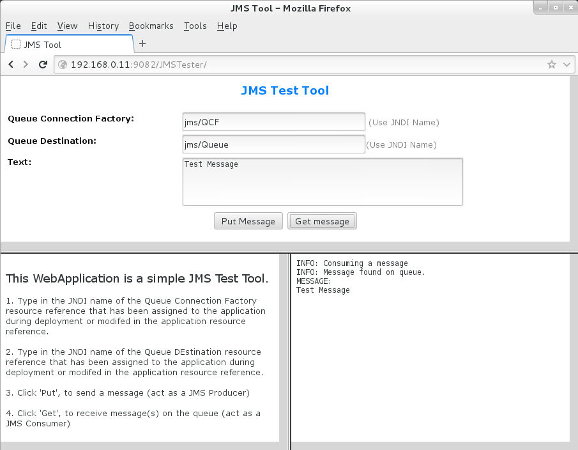 JMS Tool - Mozilla Firefox
File Edit View History Bookmarks Tools Help
JMS Tool
192.168.0.11:9082/JMSTester/
JMS Test Tool
Queue Connection Factory: jms/QCF (Use JNDI Name)
Queue Destination: jms/Queue (Use JNDI Name)
Text: Test Message
Put Message Get message
This WebApplication is a simple JMS Test Tool.
1. Type in the JNDI name of the Queue Connection Factory
resource reference that has been assigned to the application
during deployment or modifed in the application resource
reference.
2. Type in the JNDI name of the Queue DEstination resource
reference that has been assigned to the application during
deployment or modifed in the application resource reference.
3. Click 'Put', to send a message (act as a JMS Producer)
4. Click 'Get', to receive message(s) on the queue (act as a
JMS Consumer)
INFO: Consuming a message
INFO: Message found on queue.
MESSAGE:
Test Message